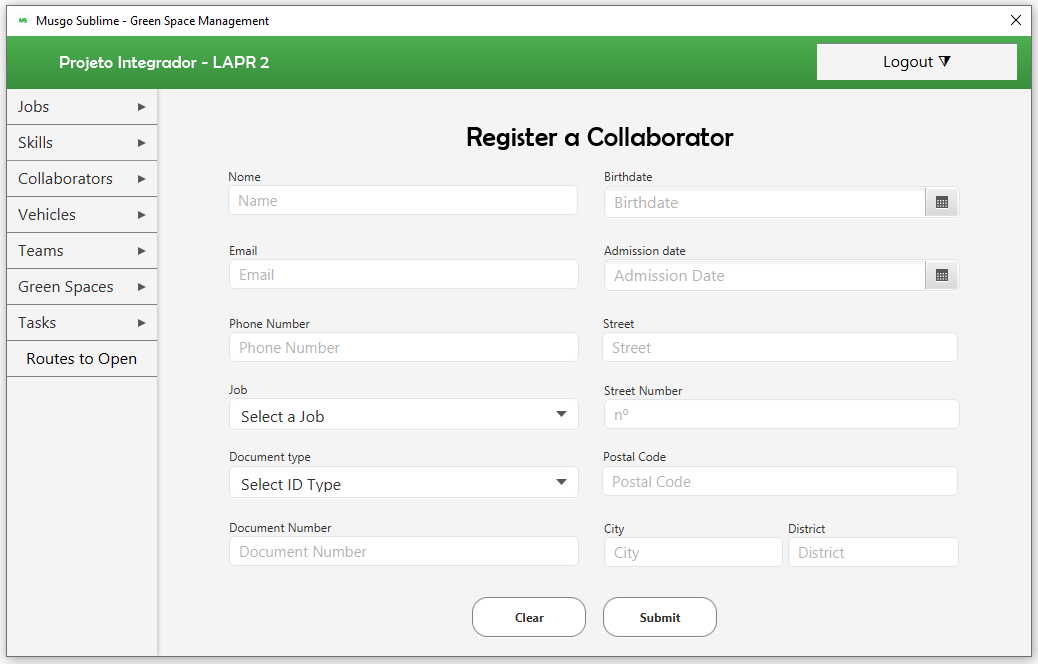 MS Musgo Sublime - Green Space Management
Projeto Integrador - LAPR 2
Logout
Jobs
Skills
Collaborators
Vehicles
Teams
Green Spaces
Tasks
Routes to Open
Register a Collaborator
Nome
Name
Birthdate
Birthdate
Email
Email
Admission date
Admission Date
Phone Number
Phone Number
Street
Street
Job
Select a Job
Street Number
nº
Document type
Select ID Type
Postal Code
Postal Code
Document Number
Document Number
City
City
District
District
Clear
Submit